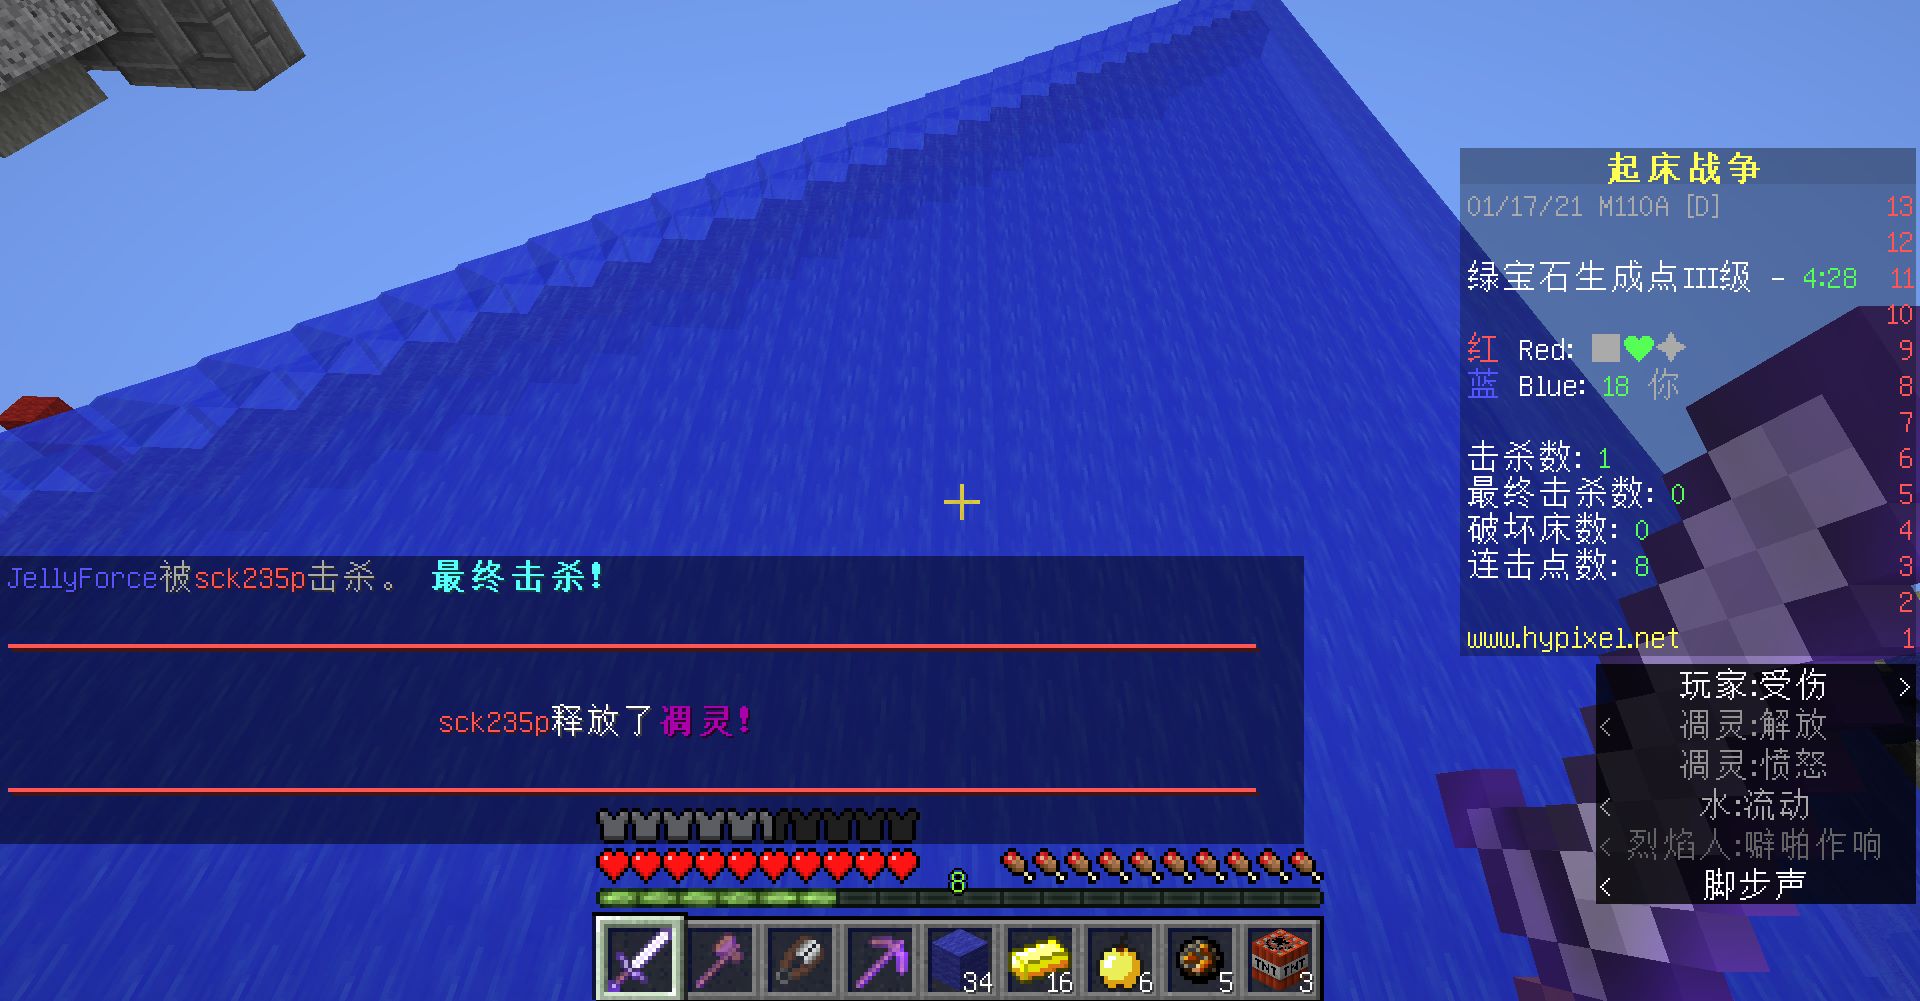 起床战争
01/17/21 M110A [D] 13
12
绿宝石生成点III级 - 4:28 11
10
红 Red: 9
蓝 Blue: 18 你 8
7
击杀数: 1 6
最终击杀数: 0 5
破坏床数: 0 4
连击点数: 8 3
2
www.hypixel.net 1
JellyForce被sck235p击杀。 最终击杀!
sck235p释放了凋灵!
玩家:受伤 >
< 凋灵:解放
凋灵:愤怒
< 水:流动
< 烈焰人:噼啪作响
< 脚步声
8
34 16 6 5 3
TNT TNT